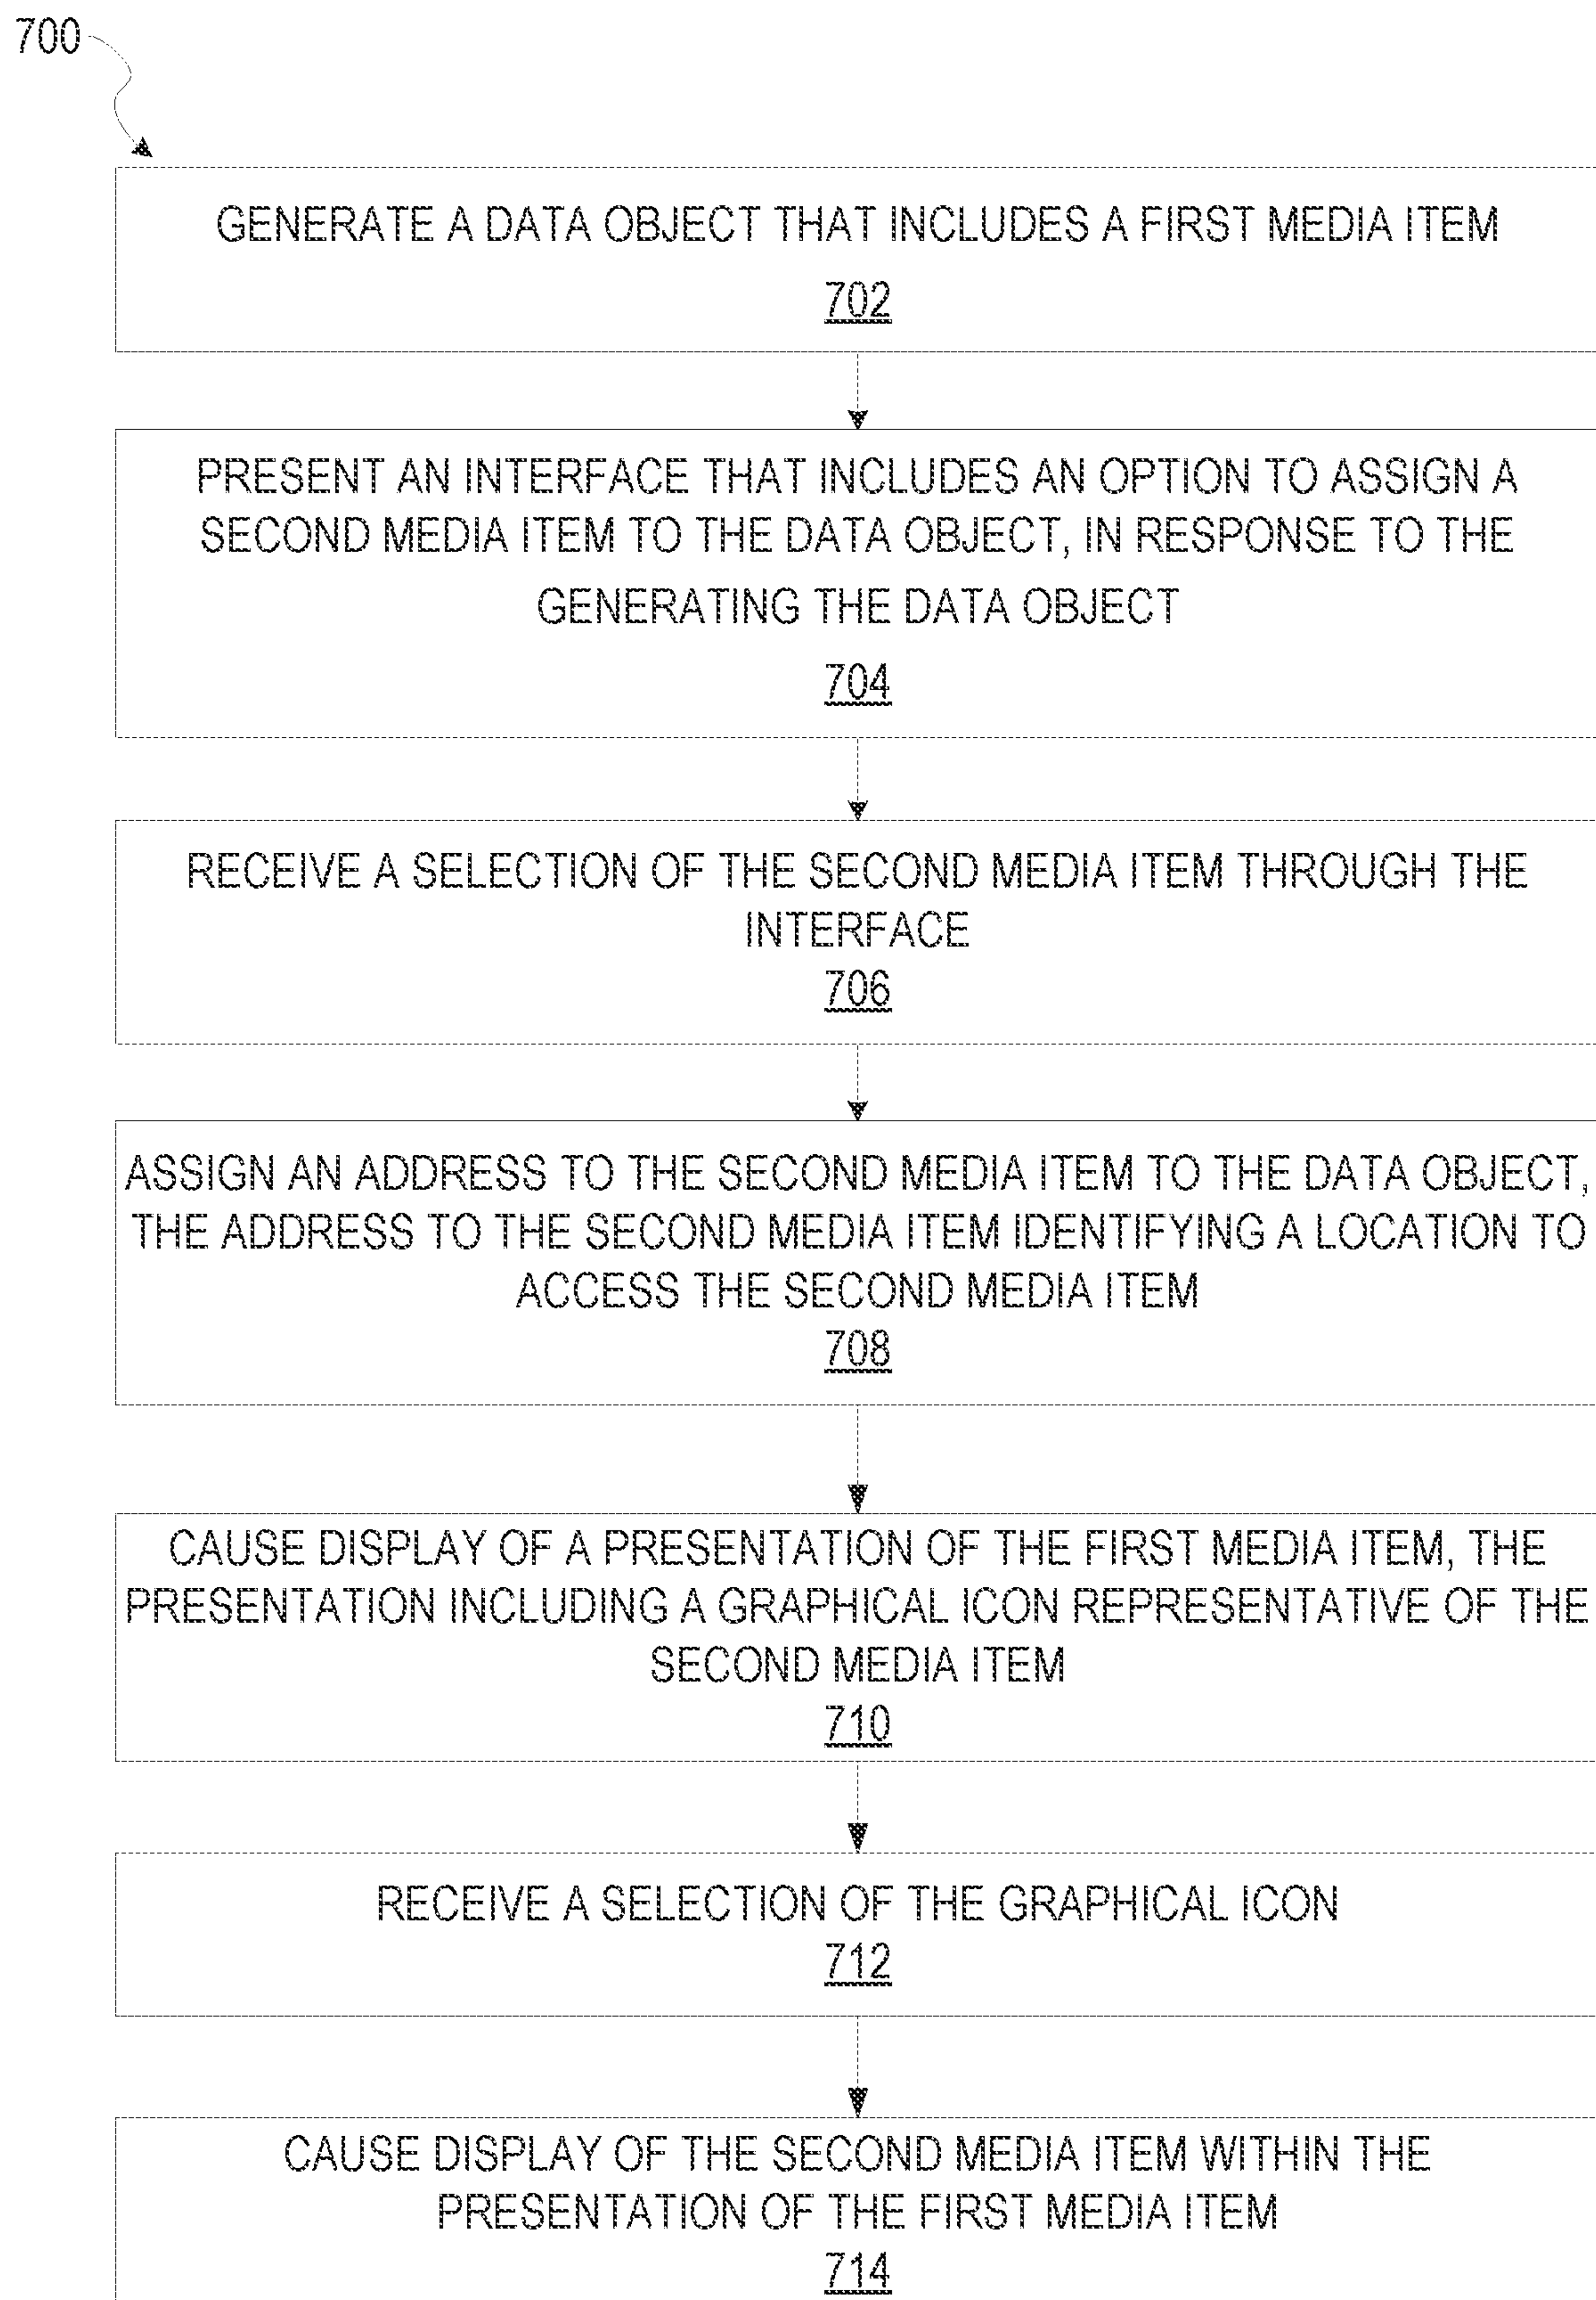 700
GENERATE A DATA OBJECT THAT INCLUDES A FIRST MEDIA ITEM
702
PRESENT AN INTERFACE THAT INCLUDES AN OPTION TO ASSIGN A
SECOND MEDIA ITEM TO THE DATA OBJECT, IN RESPONSE TO THE
GENERATING THE DATA OBJECT
704
RECEIVE A SELECTION OF THE SECOND MEDIA ITEM THROUGH THE
INTERFACE
706
ASSIGN AN ADDRESS TO THE SECOND MEDIA ITEM TO THE DATA OBJECT,
THE ADDRESS TO THE SECOND MEDIA ITEM IDENTIFYING A LOCATION TO
ACCESS THE SECOND MEDIA ITEM
708
CAUSE DISPLAY OF A PRESENTATION OF THE FIRST MEDIA ITEM, THE
PRESENTATION INCLUDING A GRAPHICAL ICON REPRESENTATIVE OF THE
SECOND MEDIA ITEM
710
RECEIVE A SELECTION OF THE GRAPHICAL ICON
712
CAUSE DISPLAY OF THE SECOND MEDIA ITEM WITHIN THE
PRESENTATION OF THE FIRST MEDIA ITEM
714